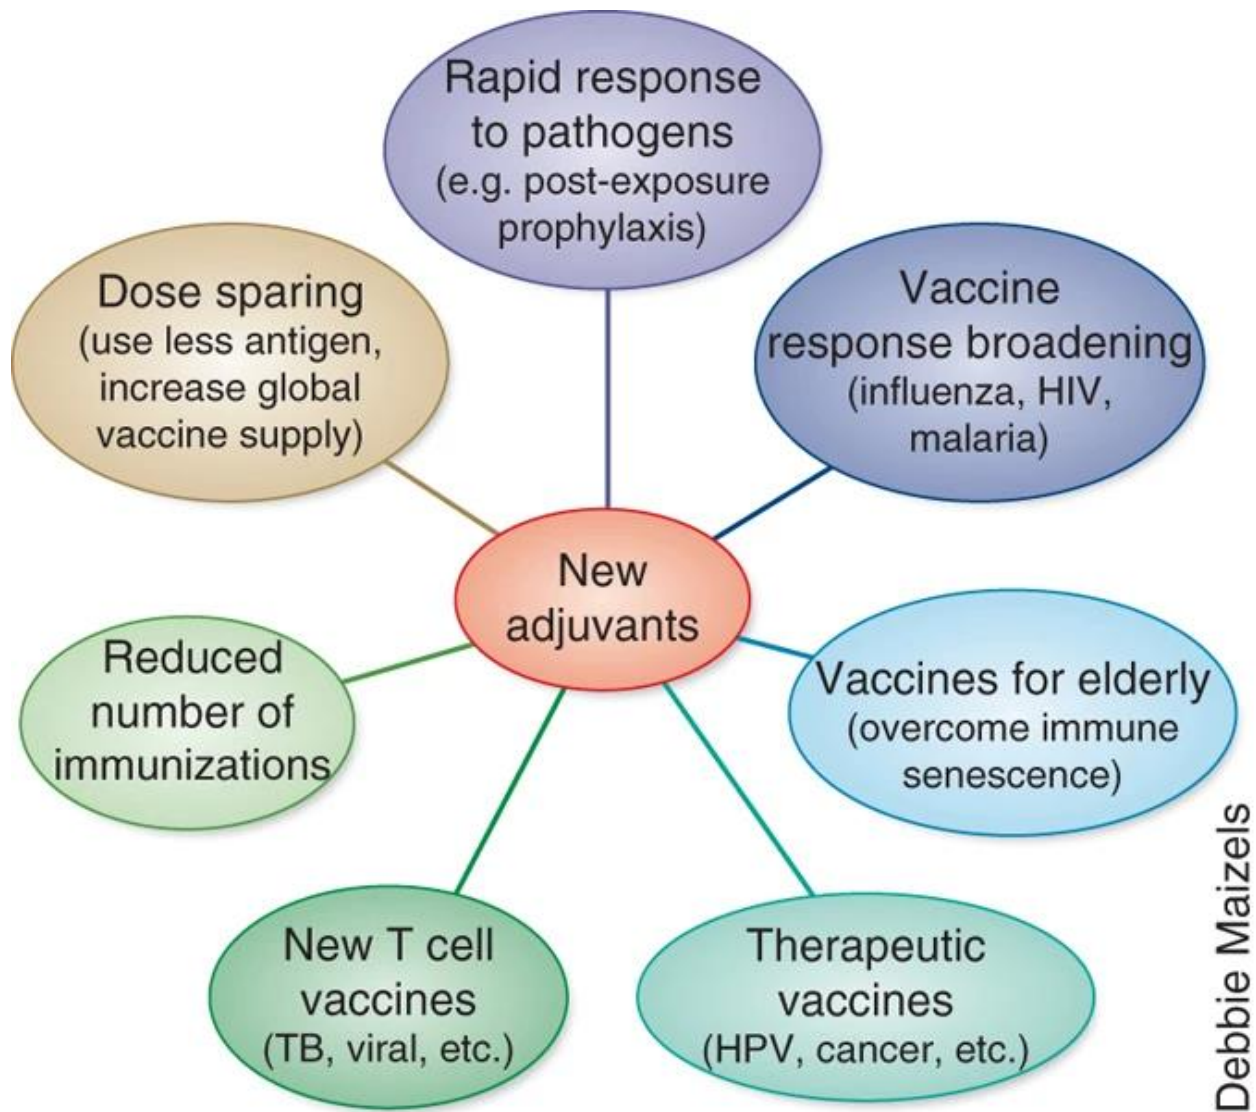 Rapid response
to pathogens
(e.g. post-exposure
prophylaxis)
Dose sparing
(use less antigen,
increase global
vaccine supply)
Vaccine
response broadening
(influenza, HIV,
malaria)
New
adjuvants
Reduced
number of
immunizations
Vaccines for elderly
(overcome immune
senescence)
New T cell
vaccines
(TB, viral, etc.)
Therapeutic
vaccines
(HPV, cancer, etc.)
Debbie Maizels